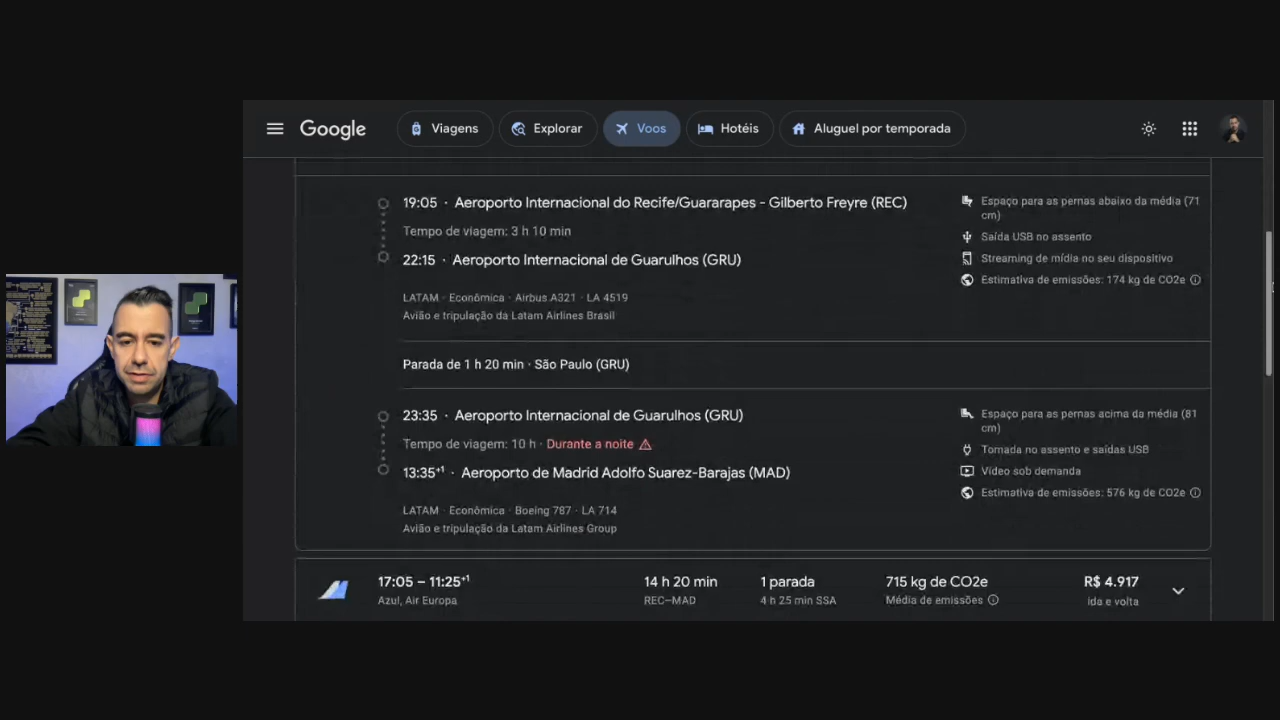 Google
Viagens
Explorar
Voos
Hotéis
Aluguel por temporada
19:05 · Aeroporto Internacional do Recife/Guararapes - Gilberto Freyre (REC)
Tempo de viagem: 3 h 10 min
22:15 · Aeroporto Internacional de Guarulhos (GRU)
LATAM · Econômica · Airbus A321 · LA 4519
Avião e tripulação da Latam Airlines Brasil
Espaço para as pernas abaixo da média (71
cm)
Saída USB no assento
Streaming de mídia no seu dispositivo
Estimativa de emissões: 174 kg de CO2e
Parada de 1 h 20 min · São Paulo (GRU)
23:35 · Aeroporto Internacional de Guarulhos (GRU)
Tempo de viagem: 10 h · Durante a noite
13:35+1 · Aeroporto de Madrid Adolfo Suarez-Barajas (MAD)
LATAM · Econômica · Boeing 787 · LA 714
Avião e tripulação da Latam Airlines Group
Espaço para as pernas acima da média (81
cm)
Tomada no assento e saídas USB
Vídeo sob demanda
Estimativa de emissões: 576 kg de CO2e
17:05 – 11:25+1
Azul, Air Europa
14 h 20 min
REC–MAD
1 parada
4 h 25 min SSA
715 kg de CO2e
Média de emissões
R$ 4.917
ida e volta